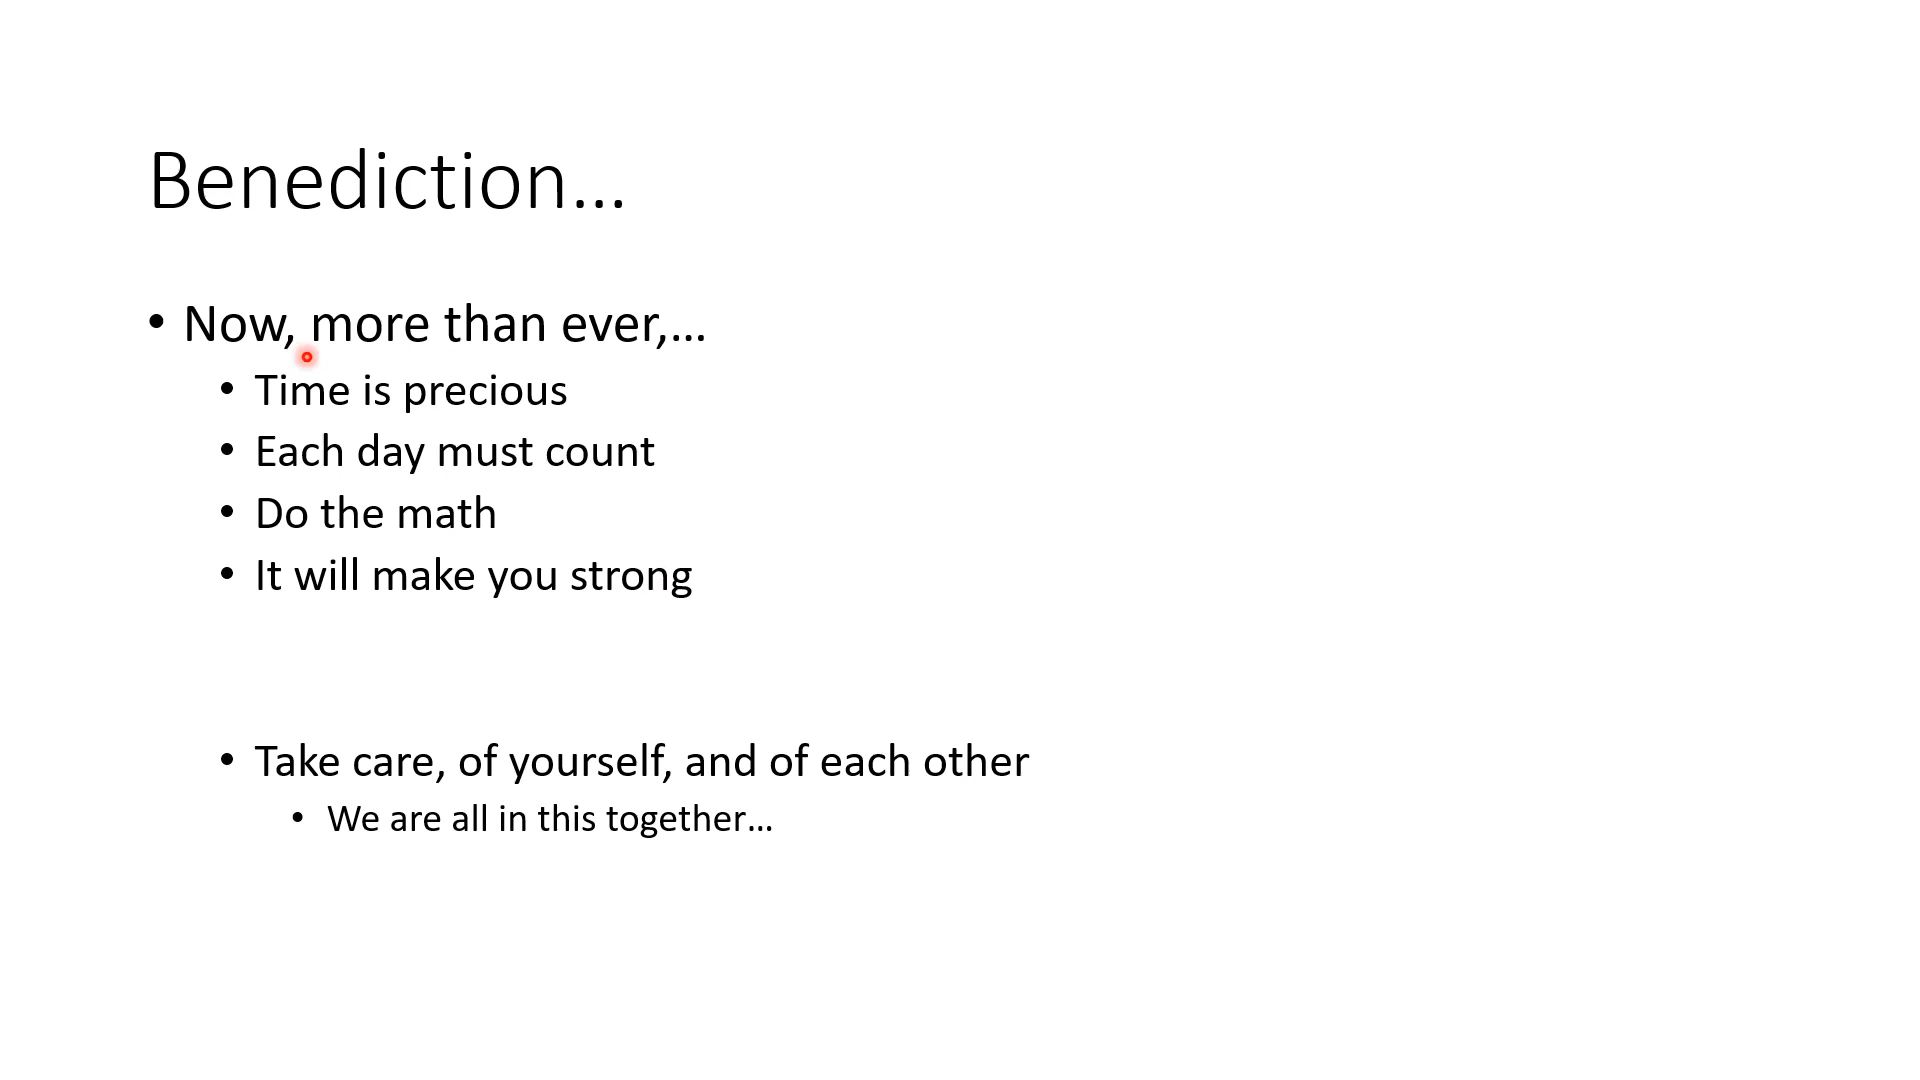 Benediction…
• Now, more than ever,…
• Time is precious
• Each day must count
• Do the math
• It will make you strong
• Take care, of yourself, and of each other
• We are all in this together…